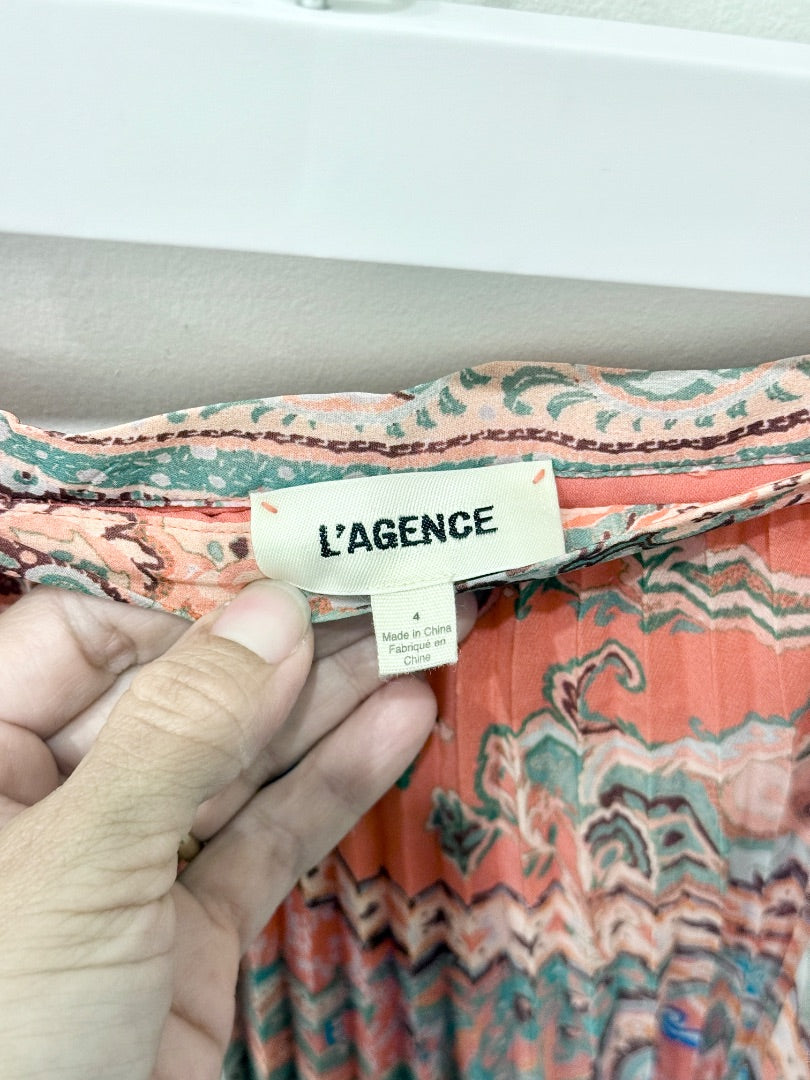 L'AGENCE
4
Made in China
Fabriqué en
Chine